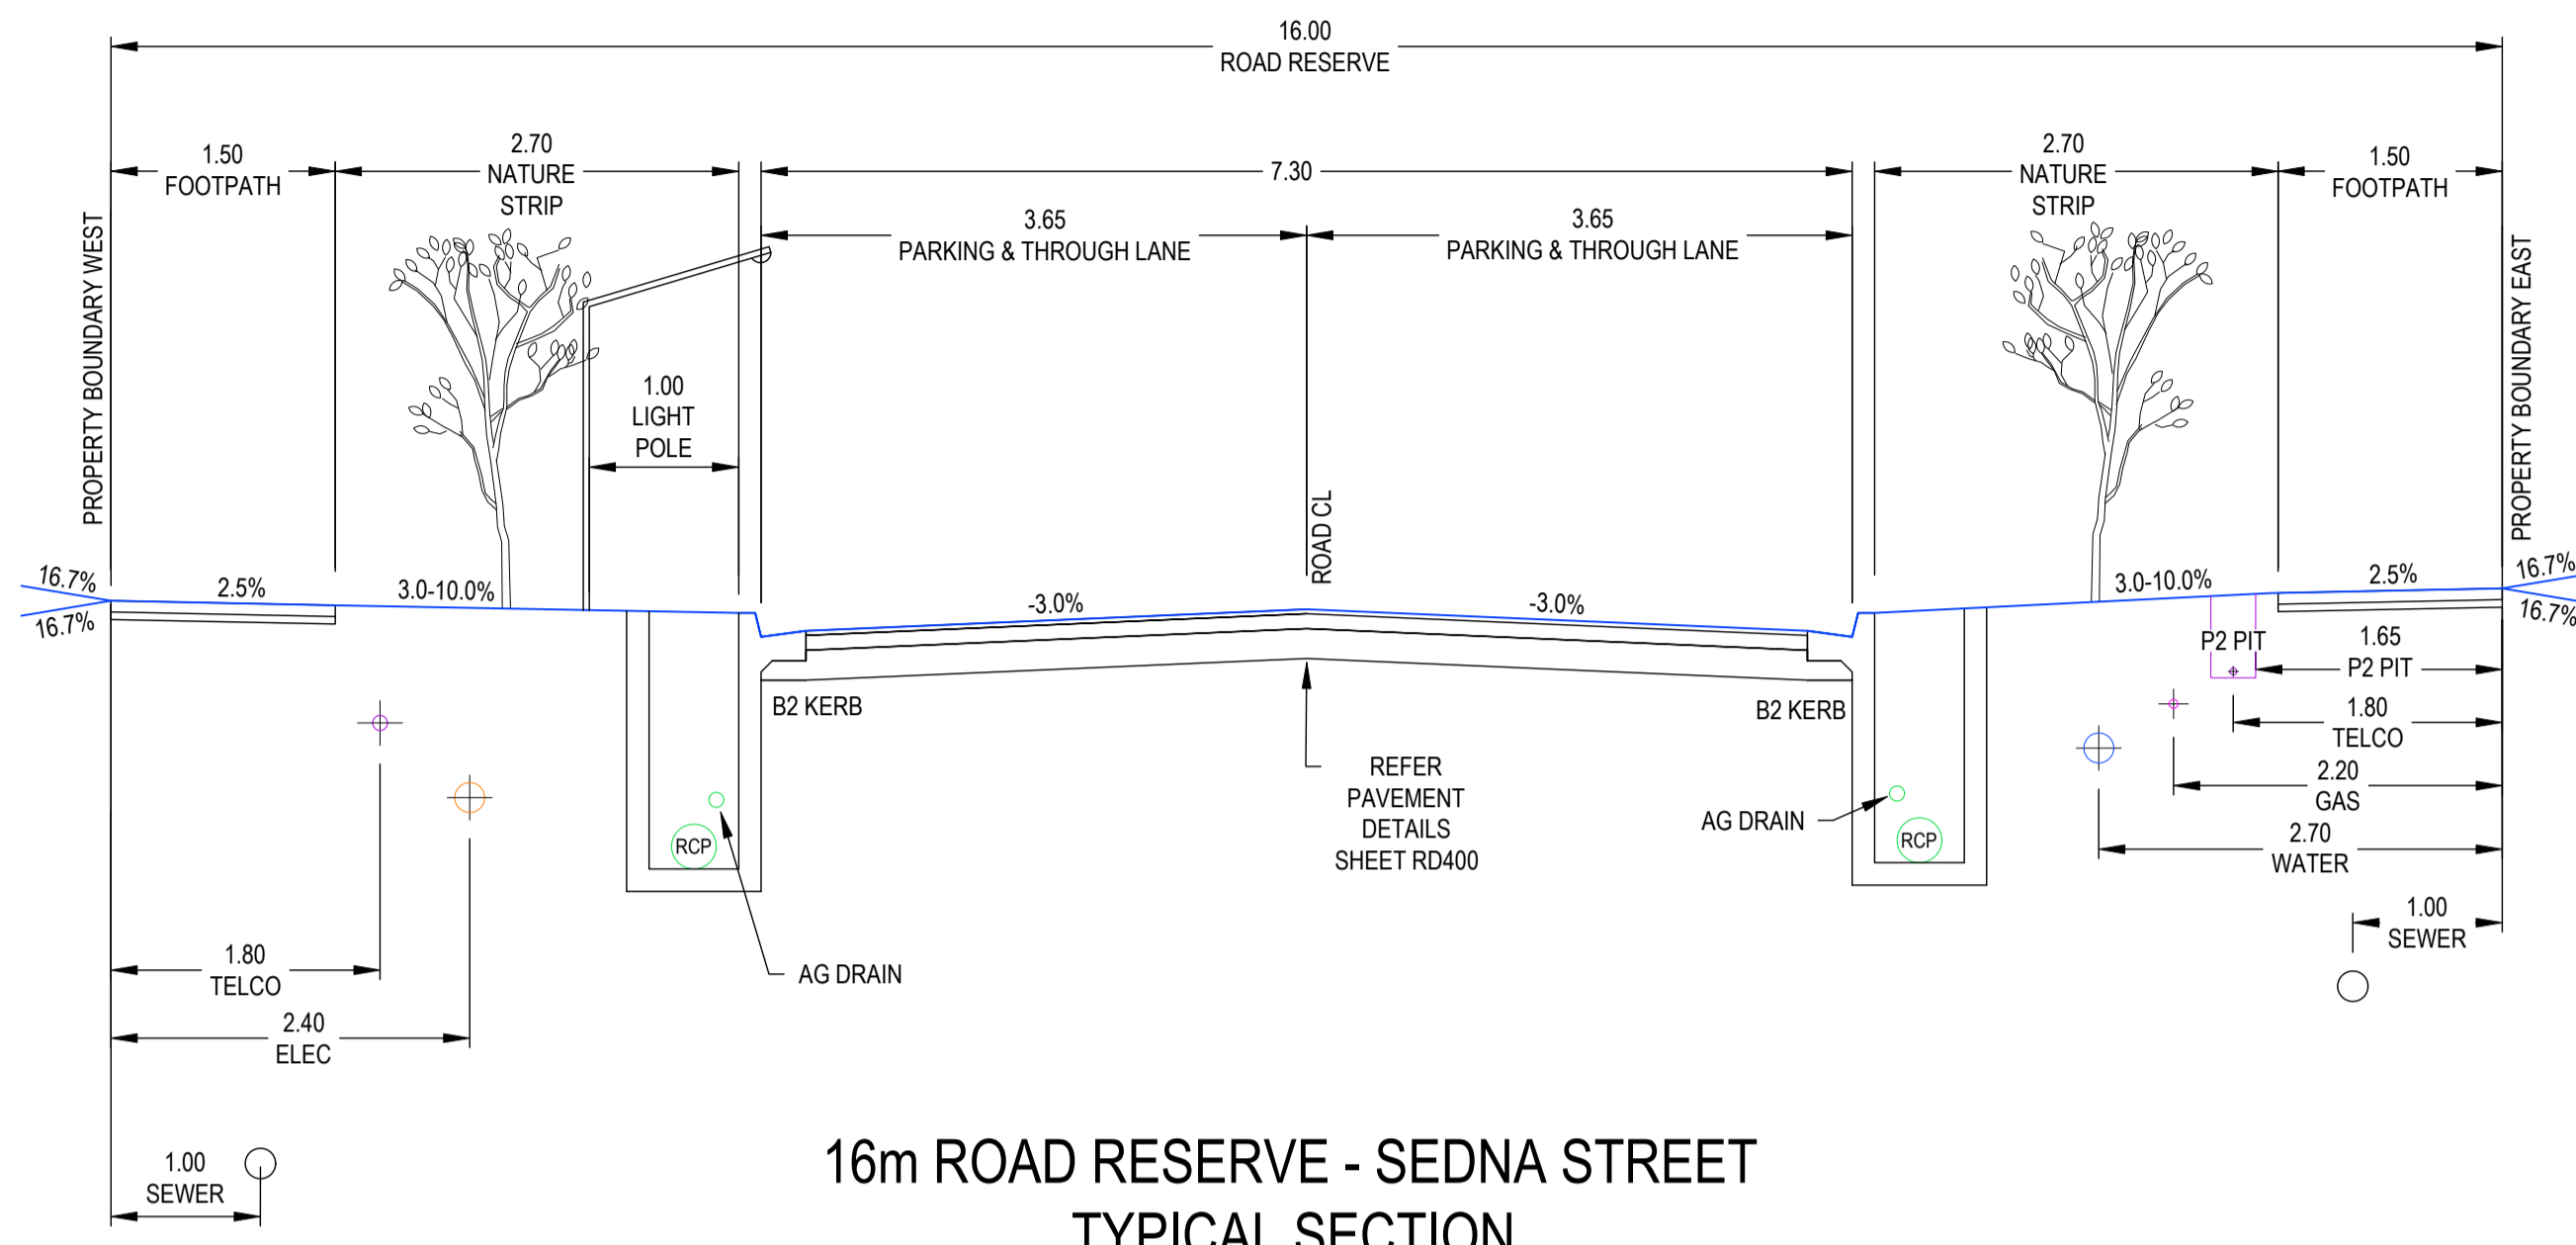 16.00
ROAD RESERVE
1.50
FOOTPATH
2.70
NATURE
STRIP
7.30
2.70
NATURE
STRIP
1.50
FOOTPATH
3.65
PARKING & THROUGH LANE
3.65
PARKING & THROUGH LANE
PROPERTY BOUNDARY WEST
PROPERTY BOUNDARY EAST
1.00
LIGHT
POLE
ROAD CL
16.7%
16.7%
2.5%
3.0-10.0%
-3.0%
-3.0%
3.0-10.0%
2.5%
16.7%
16.7%
B2 KERB
B2 KERB
P2 PIT
1.65
P2 PIT
1.80
TELCO
2.20
GAS
2.70
WATER
1.00
SEWER
REFER
PAVEMENT
DETAILS
SHEET RD400
RCP
AG DRAIN
AG DRAIN
RCP
1.80
TELCO
2.40
ELEC
1.00
SEWER
16m ROAD RESERVE - SEDNA STREET
TYPICAL SECTION